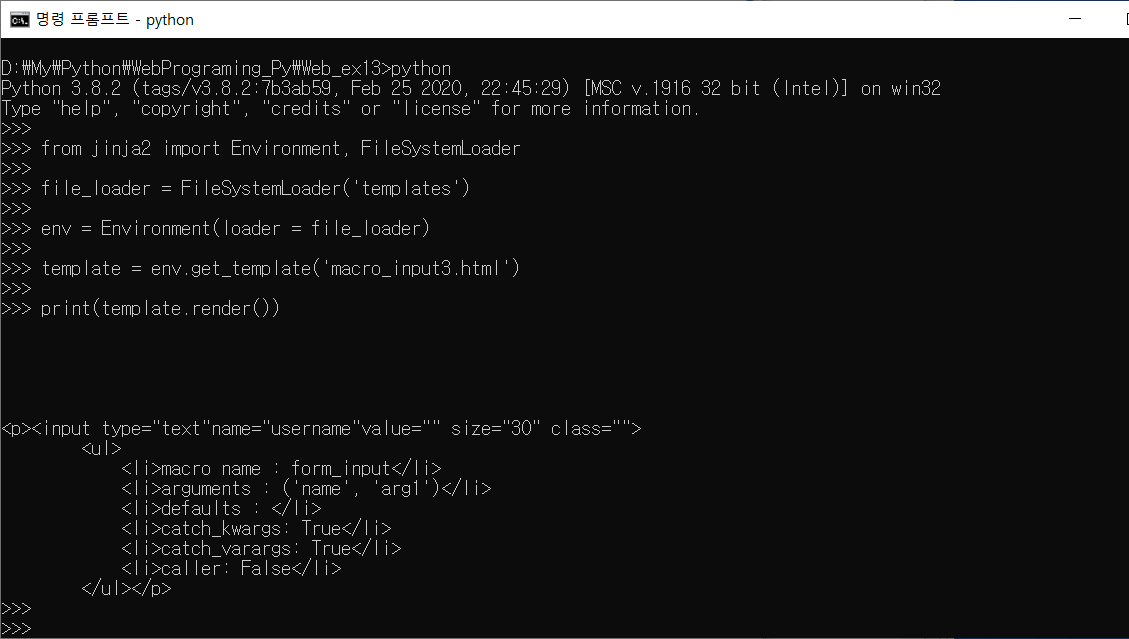 명령 프롬프트 - python
D:₩My₩Python₩WebPrograming_Py₩Web_ex13>python
Python 3.8.2 (tags/v3.8.2:7b3ab59, Feb 25 2020, 22:45:29) [MSC v.1916 32 bit (Intel)] on win32
Type "help", "copyright", "credits" or "license" for more information.
>>>
>>> from jinja2 import Environment, FileSystemLoader
>>>
>>> file_loader = FileSystemLoader('templates')
>>>
>>> env = Environment(loader = file_loader)
>>>
>>> template = env.get_template('macro_input3.html')
>>>
>>> print(template.render())
<p><input type="text"name="username"value="" size="30" class="">
        <ul>
            <li>macro name : form_input</li>
            <li>arguments : ('name', 'arg1')</li>
            <li>defaults : </li>
            <li>catch_kwargs: True</li>
            <li>catch_varargs: True</li>
            <li>caller: False</li>
        </ul></p>
>>>
>>>